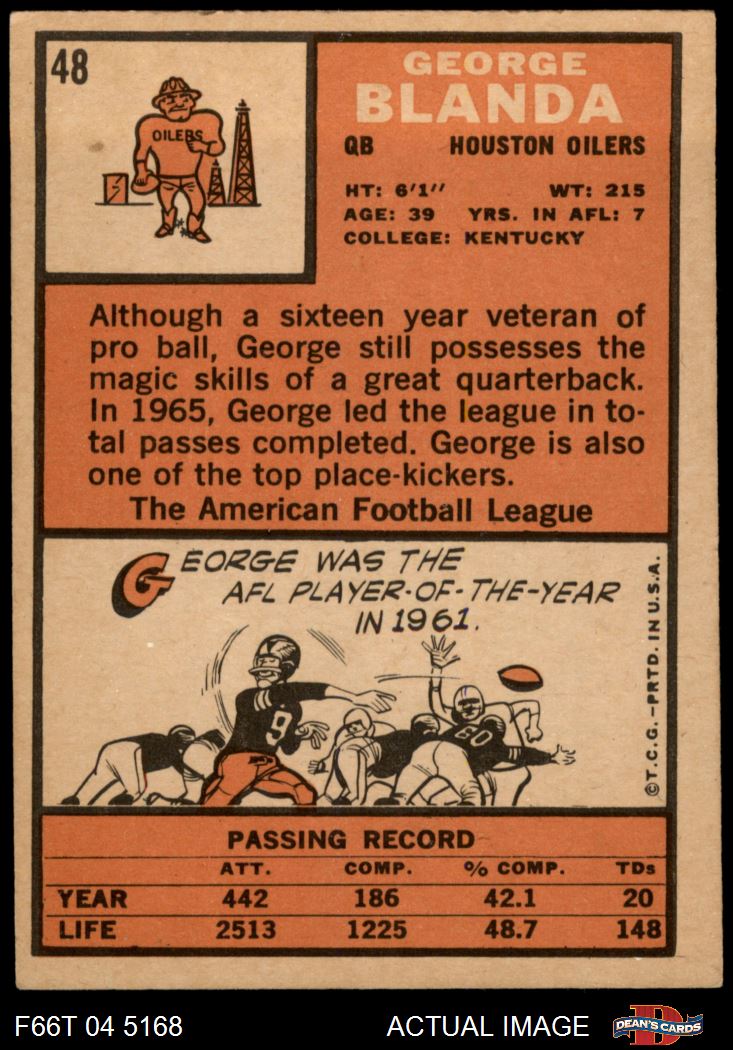 48
OILERS
GEORGE
BLANDA
QB HOUSTON OILERS
HT: 6'1" WT: 215
AGE: 39 YRS. IN AFL: 7
COLLEGE: KENTUCKY
Although a sixteen year veteran of
pro ball, George still possesses the
magic skills of a great quarterback.
In 1965, George led the league in to-
tal passes completed. George is also
one of the top place-kickers.
The American Football League
GEORGE WAS THE
AFL PLAYER-OF-THE-YEAR
IN 1961.
9
60
©T.C.G.-PRTD. IN U.S.A.
PASSING RECORD
ATT. COMP. % COMP. TDs
YEAR 442 186 42.1 20
LIFE 2513 1225 48.7 148
F66T 04 5168 ACTUAL IMAGE
D
DEAN'S CARDS